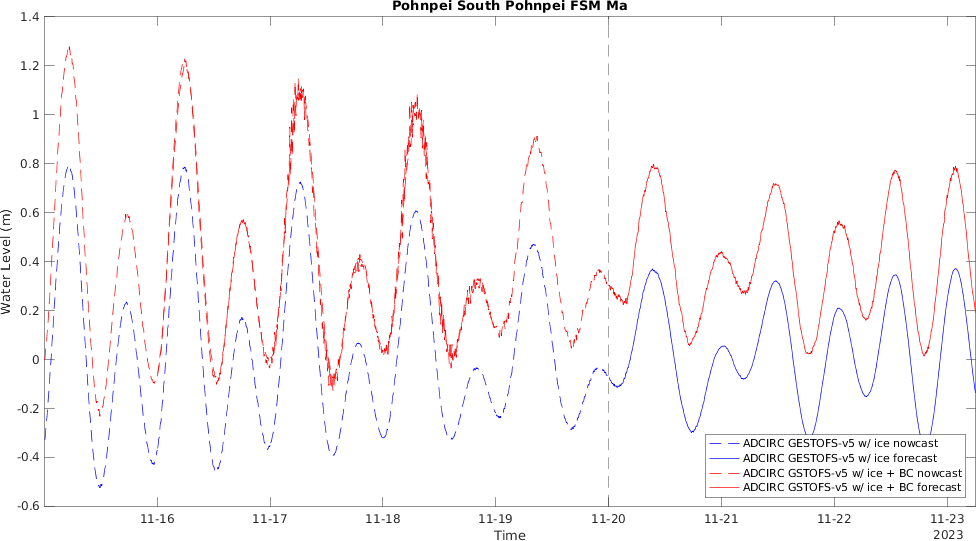 Pohnpei South Pohnpei FSM Ma
1.4
1.2
1
0.8
0.6
0.4
0.2
0
-0.2
-0.4
-0.6
Water Level (m)
ADCIRC GESTOFS-v5 w/ ice nowcast
ADCIRC GESTOFS-v5 w/ ice forecast
ADCIRC GSTOFS-v5 w/ ice + BC nowcast
ADCIRC GSTOFS-v5 w/ ice + BC forecast
11-16 11-17 11-18 11-19 11-20 11-21 11-22 11-23
Time 2023